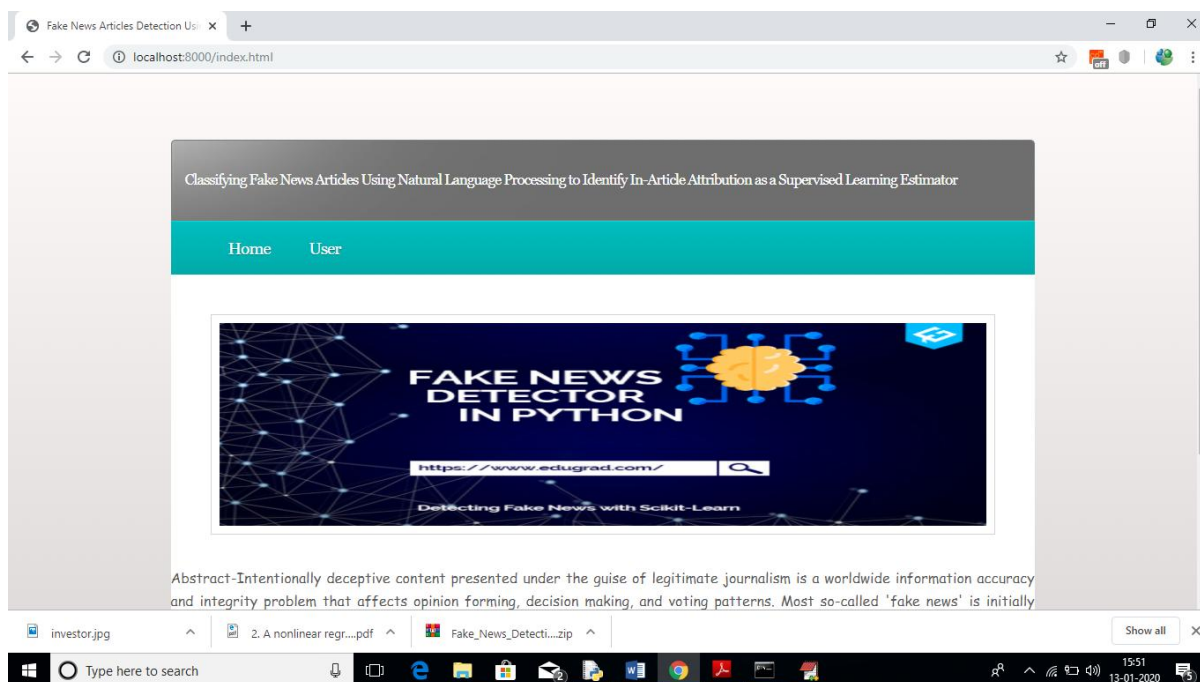 Fake News Articles Detection Us
localhost:8000/index.html
off
Classifying Fake News Articles Using Natural Language Processing to Identify In-Article Attribution as a Supervised Learning Estimator
Home User
FAKE NEWS
DETECTOR
IN PYTHON
https://www.edugrad.com/
Detecting Fake News with Scikit-Learn
Abstract-Intentionally deceptive content presented under the guise of legitimate journalism is a worldwide information accuracy
and integrity problem that affects opinion forming, decision making, and voting patterns. Most so-called 'fake news' is initially
investor.jpg 2. A nonlinear regr....pdf Fake_News_Detecti....zip Show all
Type here to search
15:51
13-01-2020